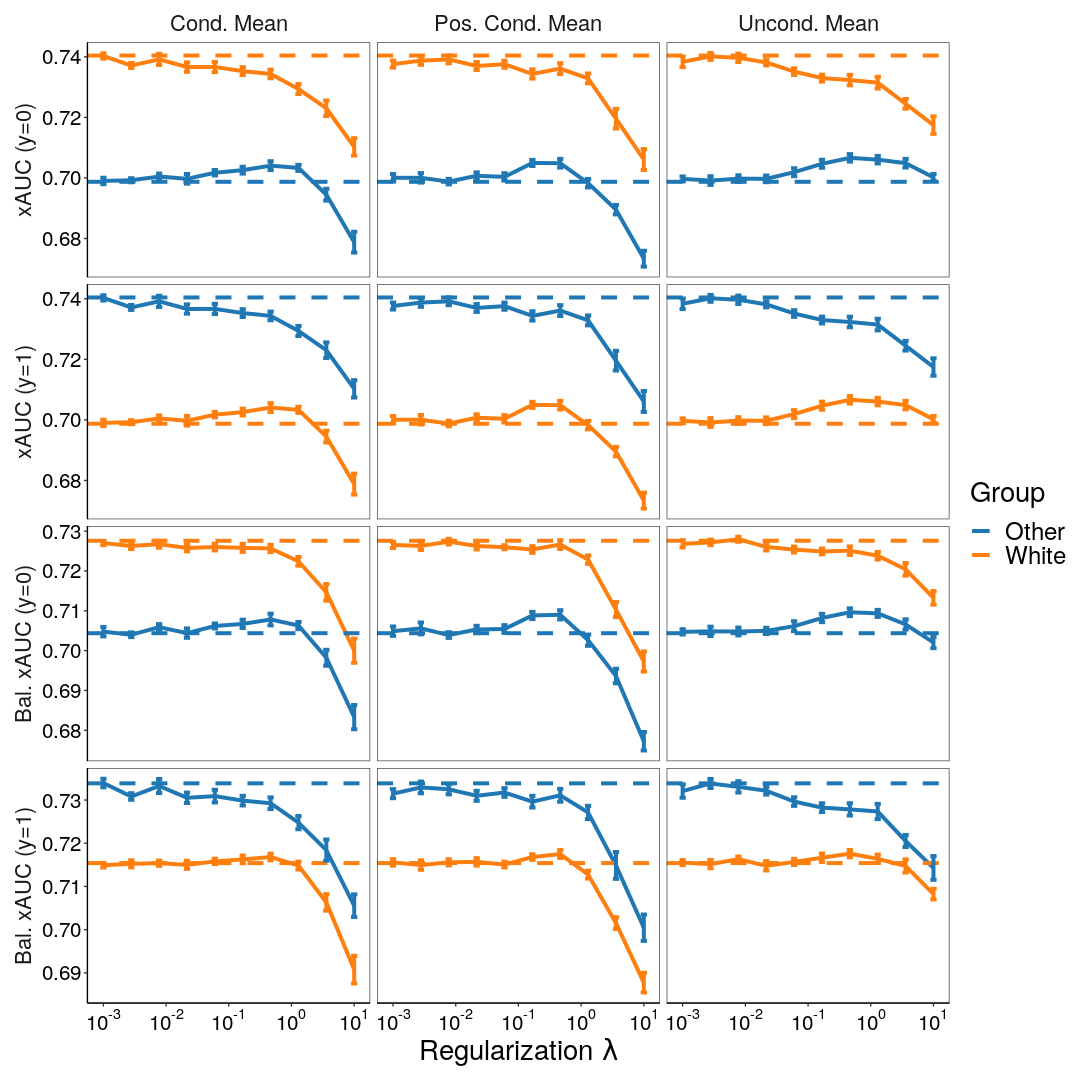 Cond. Mean Pos. Cond. Mean Uncond. Mean
xAUC (y=0)
0.74
0.72
0.70
0.68
xAUC (y=1)
0.74
0.72
0.70
0.68
Bal. xAUC (y=0)
0.73
0.72
0.71
0.70
0.69
0.68
Bal. xAUC (y=1)
0.73
0.72
0.71
0.70
0.69
10⁻³ 10⁻² 10⁻¹ 10⁰ 10¹ 10⁻³ 10⁻² 10⁻¹ 10⁰ 10¹ 10⁻³ 10⁻² 10⁻¹ 10⁰ 10¹
Regularization λ
Group
Other
White